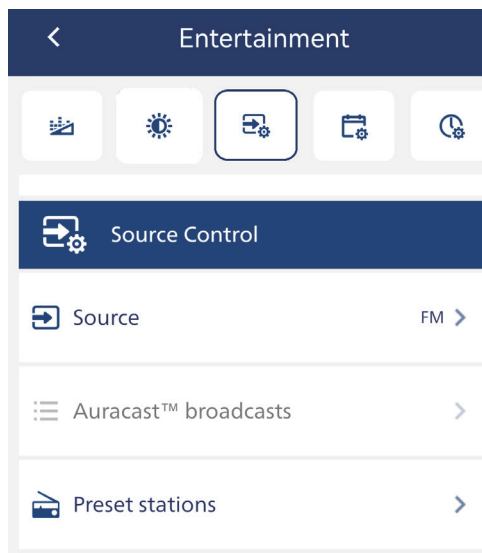 Entertainment
Source Control
Source
FM
Auracast™ broadcasts
Preset stations